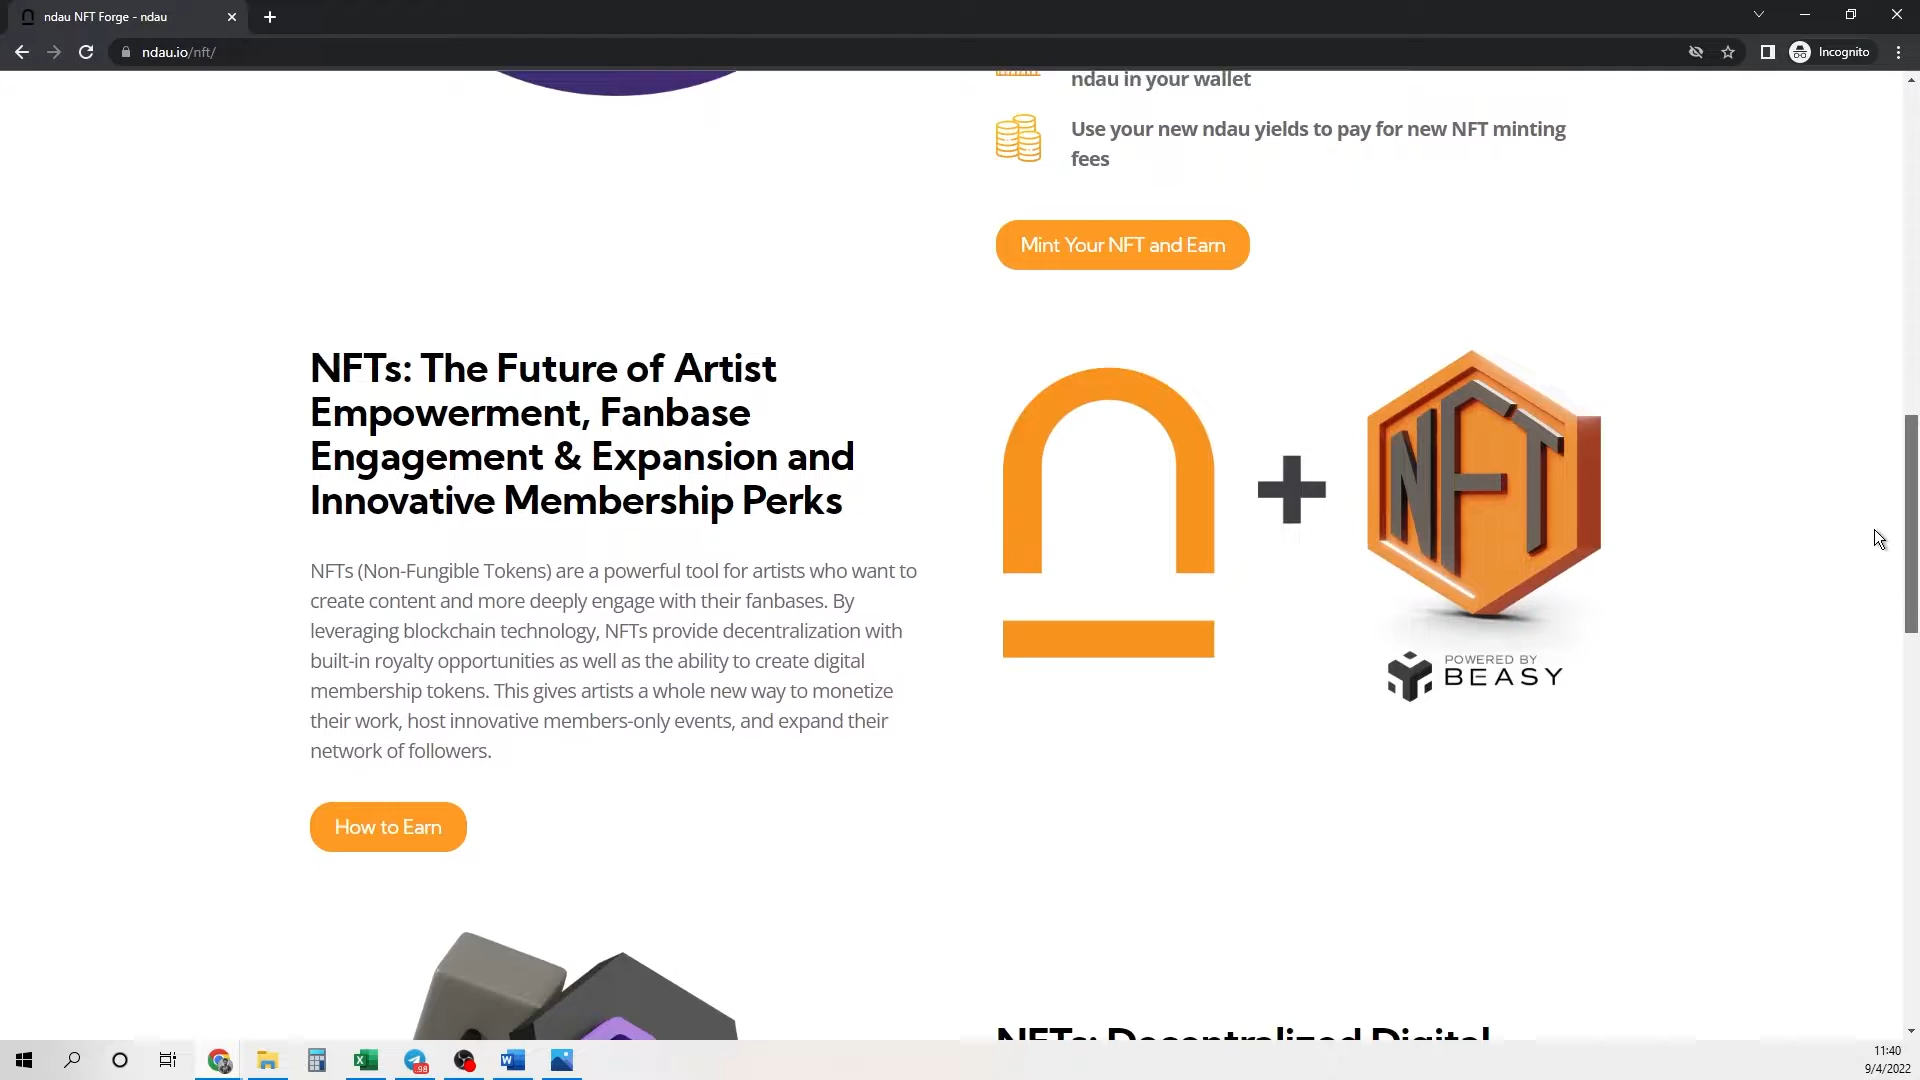 ndau NFT Forge - ndau
ndau.io/nft/
Incognito
ndau in your wallet
Use your new ndau yields to pay for new NFT minting
fees
Mint Your NFT and Earn
NFTs: The Future of Artist
Empowerment, Fanbase
Engagement & Expansion and
Innovative Membership Perks
NFTs (Non-Fungible Tokens) are a powerful tool for artists who want to
create content and more deeply engage with their fanbases. By
leveraging blockchain technology, NFTs provide decentralization with
built-in royalty opportunities as well as the ability to create digital
membership tokens. This gives artists a whole new way to monetize
their work, host innovative members-only events, and expand their
network of followers.
How to Earn
NFT
POWERED BY
BEASY
NFTs: Decentralized Digital
98
11:40
9/4/2022